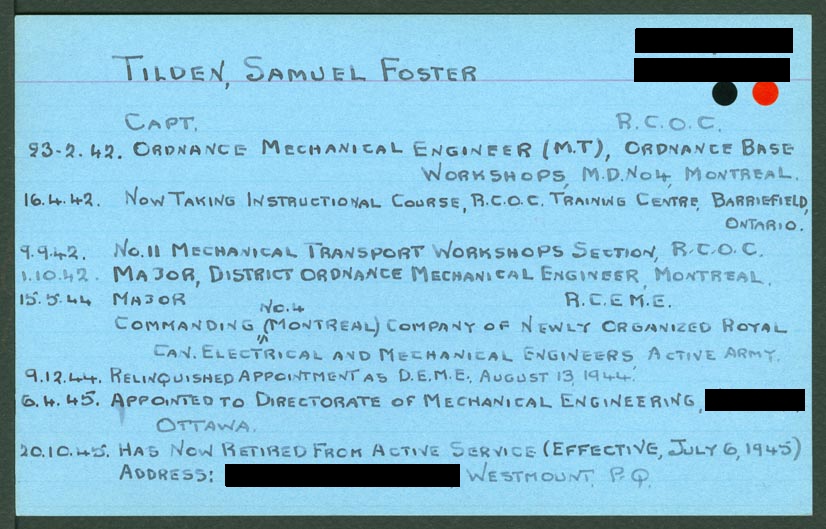 TILDEN, SAMUEL FOSTER
CAPT. R.C.O.C.
23-2.42. ORDNANCE MECHANICAL ENGINEER (M.T), ORDNANCE BASE
WORKSHOPS, M.D. NO4, MONTREAL.
16.4.42. NOW TAKING INSTRUCTIONAL COURSE, R.C.O.C. TRAINING CENTRE, BARRIEFIELD,
ONTARIO.
9.9.42. NO.11 MECHANICAL TRANSPORT WORKSHOPS SECTION, R.C.O.C.
1.10.42. MAJOR, DISTRICT ORDNANCE MECHANICAL ENGINEER, MONTREAL.
15.5.44 MAJOR R.C.E.M.E.
NO.4
COMMANDING (MONTREAL) COMPANY OF NEWLY ORGANIZED ROYAL
CAN. ELECTRICAL AND MECHANICAL ENGINEERS, ACTIVE ARMY.
9.12.44. RELINQUISHED APPOINTMENT AS D.E.M.E., AUGUST 13, 1944.
6.4.45. APPOINTED TO DIRECTORATE OF MECHANICAL ENGINEERING,
OTTAWA.
20.10.45. HAS NOW RETIRED FROM ACTIVE SERVICE (EFFECTIVE, JULY 6, 1945)
ADDRESS: WESTMOUNT, P.Q.